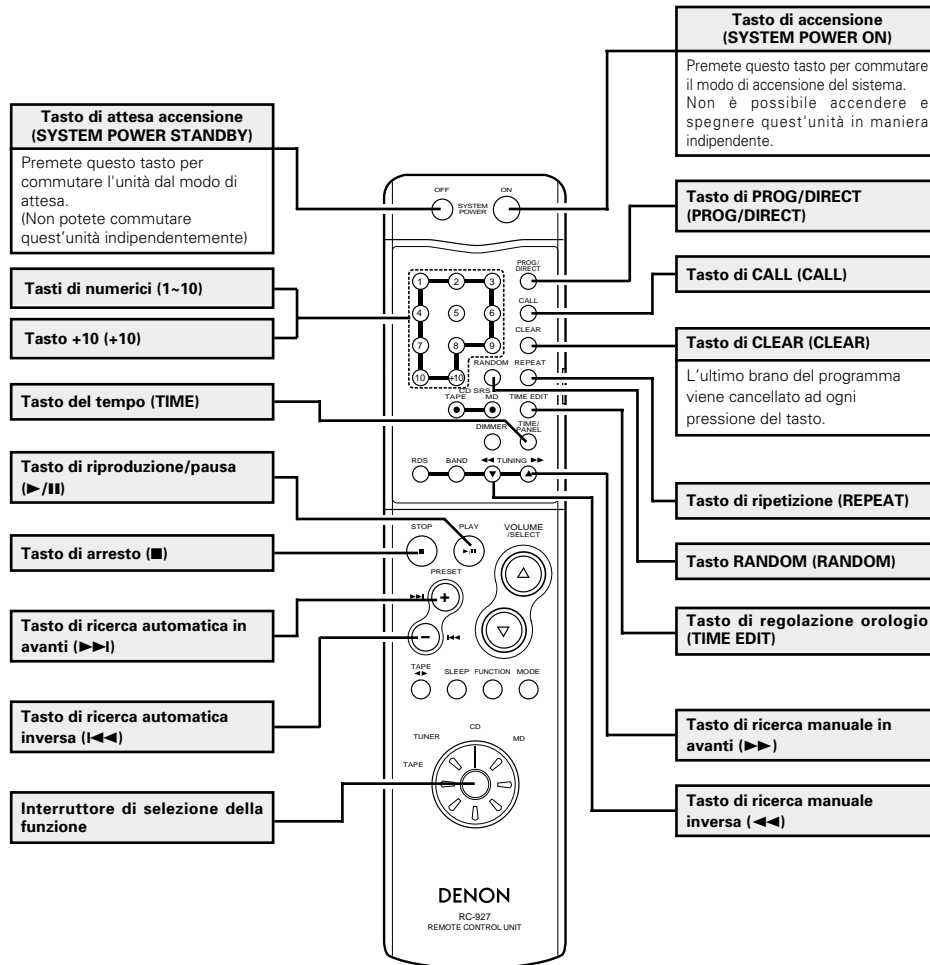 Tasto di accensione
(SYSTEM POWER ON)
Premete questo tasto per commutare
il modo di accensione del sistema.
Non è possibile accendere e
spegnere quest'unità in maniera
indipendente.
Tasto di attesa accensione
(SYSTEM POWER STANDBY)
Premete questo tasto per
commutare l'unità dal modo di
attesa.
(Non potete commutare
quest'unità indipendentemente)
Tasti di numerici (1~10)
Tasto +10 (+10)
Tasto del tempo (TIME)
Tasto di riproduzione/pausa
(►/II)
Tasto di arresto (■)
Tasto di ricerca automatica in
avanti (►►I)
Tasto di ricerca automatica
inversa (I◄◄)
Interruttore di selezione della
funzione
OFF
ON
SYSTEM
POWER
PROG/
DIRECT
1 2 3
CALL
4 5 6
CLEAR
7 8 9
RANDOM REPEAT
10 +10
CD SRS
TAPE MD TIME EDIT
DIMMER TIME/
PANEL
RDS BAND ◄◄ TUNING ►►
▼ ▲
STOP PLAY VOLUME
/SELECT
■ ►/II
△
PRESET
►►I +
▽
− I◄◄
TAPE
◄► SLEEP FUNCTION MODE
CD
TUNER MD
TAPE
DENON
RC-927
REMOTE CONTROL UNIT
Tasto di PROG/DIRECT
(PROG/DIRECT)
Tasto di CALL (CALL)
Tasto di CLEAR (CLEAR)
L'ultimo brano del programma
viene cancellato ad ogni
pressione del tasto.
Tasto di ripetizione (REPEAT)
Tasto RANDOM (RANDOM)
Tasto di regolazione orologio
(TIME EDIT)
Tasto di ricerca manuale in
avanti (►►)
Tasto di ricerca manuale
inversa (◄◄)